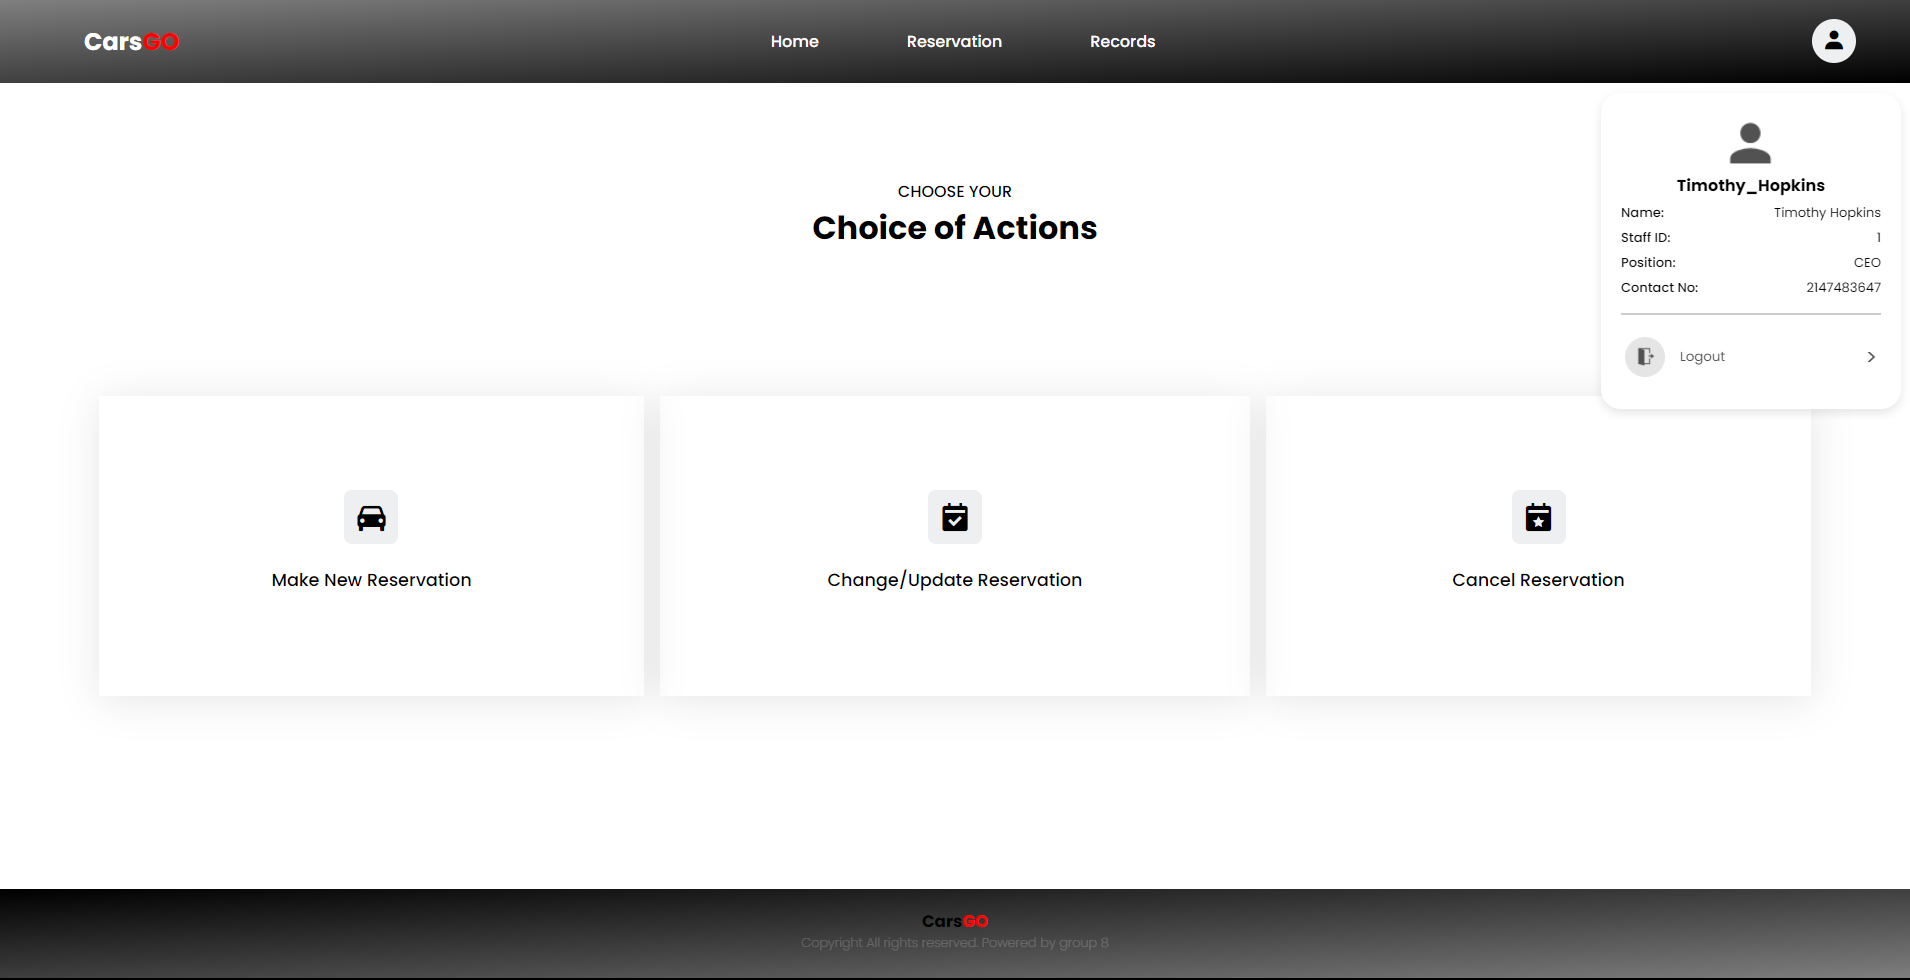 CarsGO
Home
Reservation
Records
CHOOSE YOUR
Choice of Actions
Timothy_Hopkins
Name: Timothy Hopkins
Staff ID: 1
Position: CEO
Contact No: 2147483647
Logout
Make New Reservation
Change/Update Reservation
Cancel Reservation
CarsGO
Copyright All rights reserved. Powered by group 8